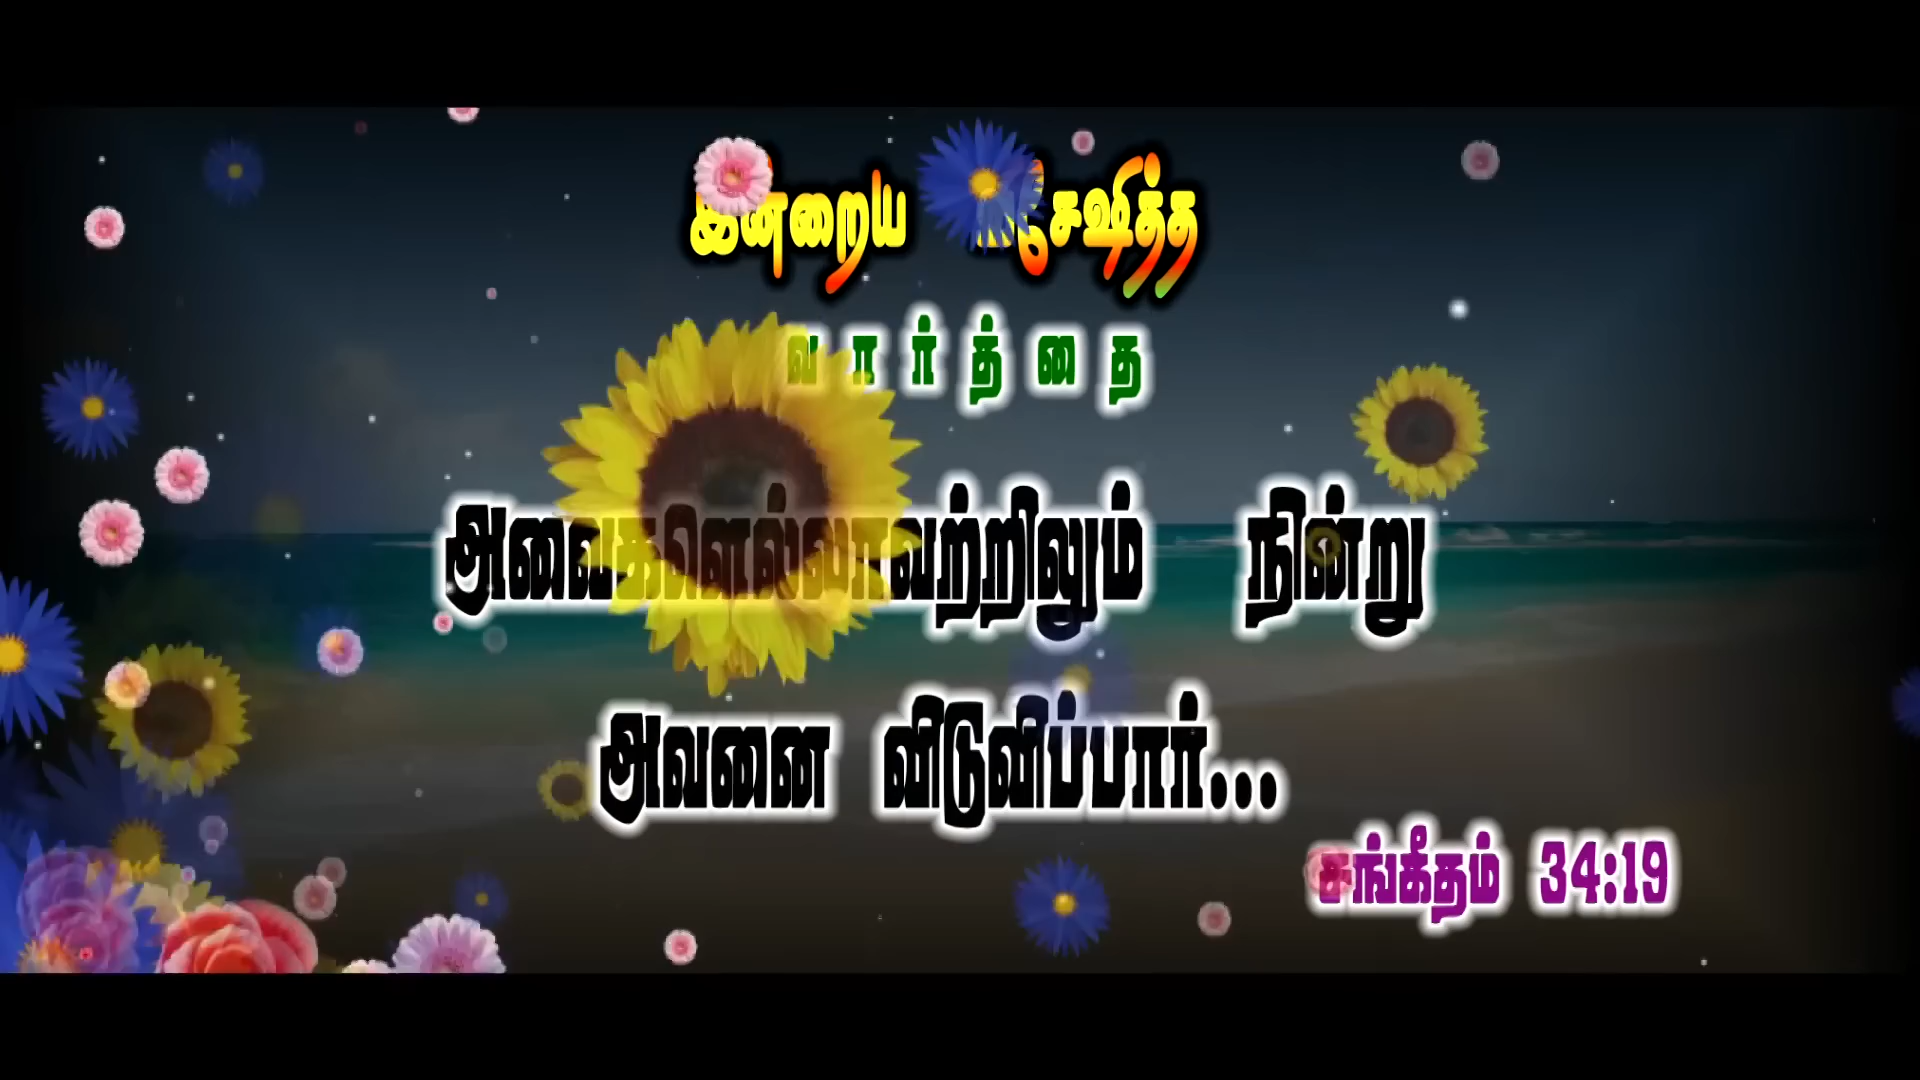 இன்றைய
வார்த்தை
அவைகளெல்லாவற்றிலும் நின்று
அவனை விடுவிப்பார்...
சங்கீதம் 34:19